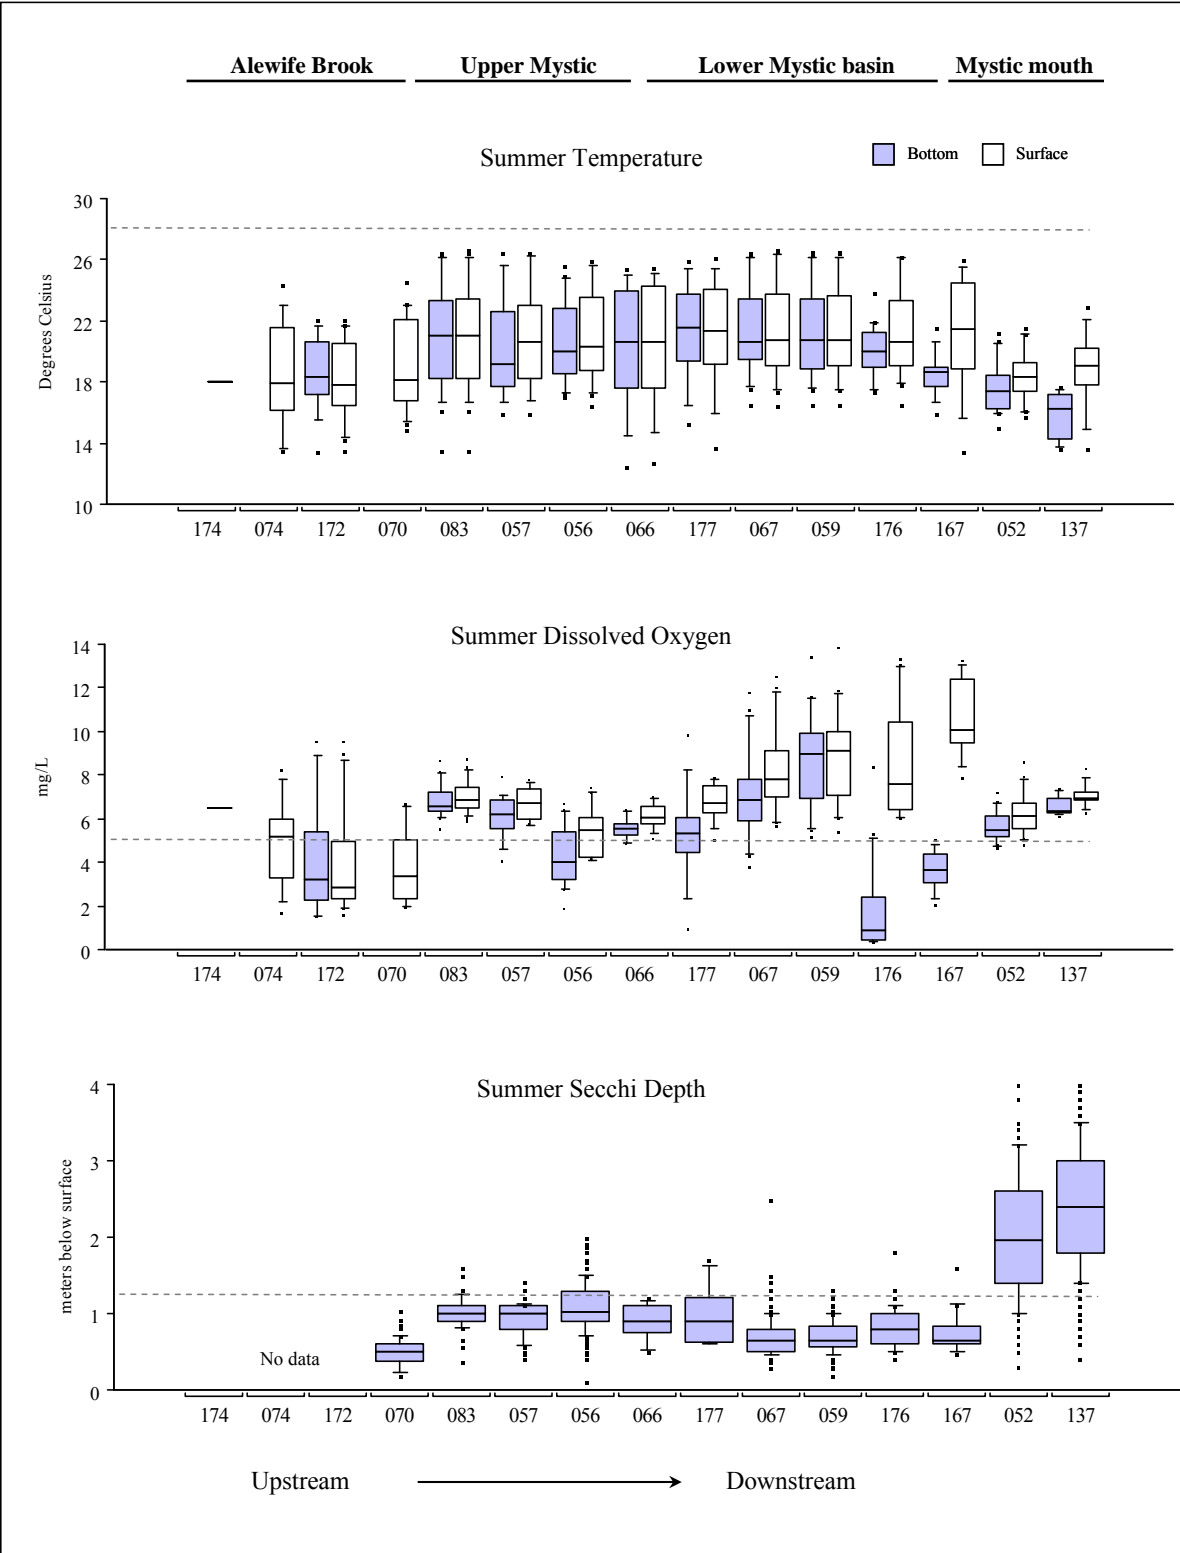 Alewife Brook Upper Mystic Lower Mystic basin Mystic mouth
Summer Temperature
Bottom Surface
Degrees Celsius
30
26
22
18
14
10
174 074 172 070 083 057 056 066 177 067 059 176 167 052 137
Summer Dissolved Oxygen
mg/L
14
12
10
8
6
4
2
0
174 074 172 070 083 057 056 066 177 067 059 176 167 052 137
Summer Secchi Depth
meters below surface
4
3
2
1
0
No data
174 074 172 070 083 057 056 066 177 067 059 176 167 052 137
Upstream Downstream